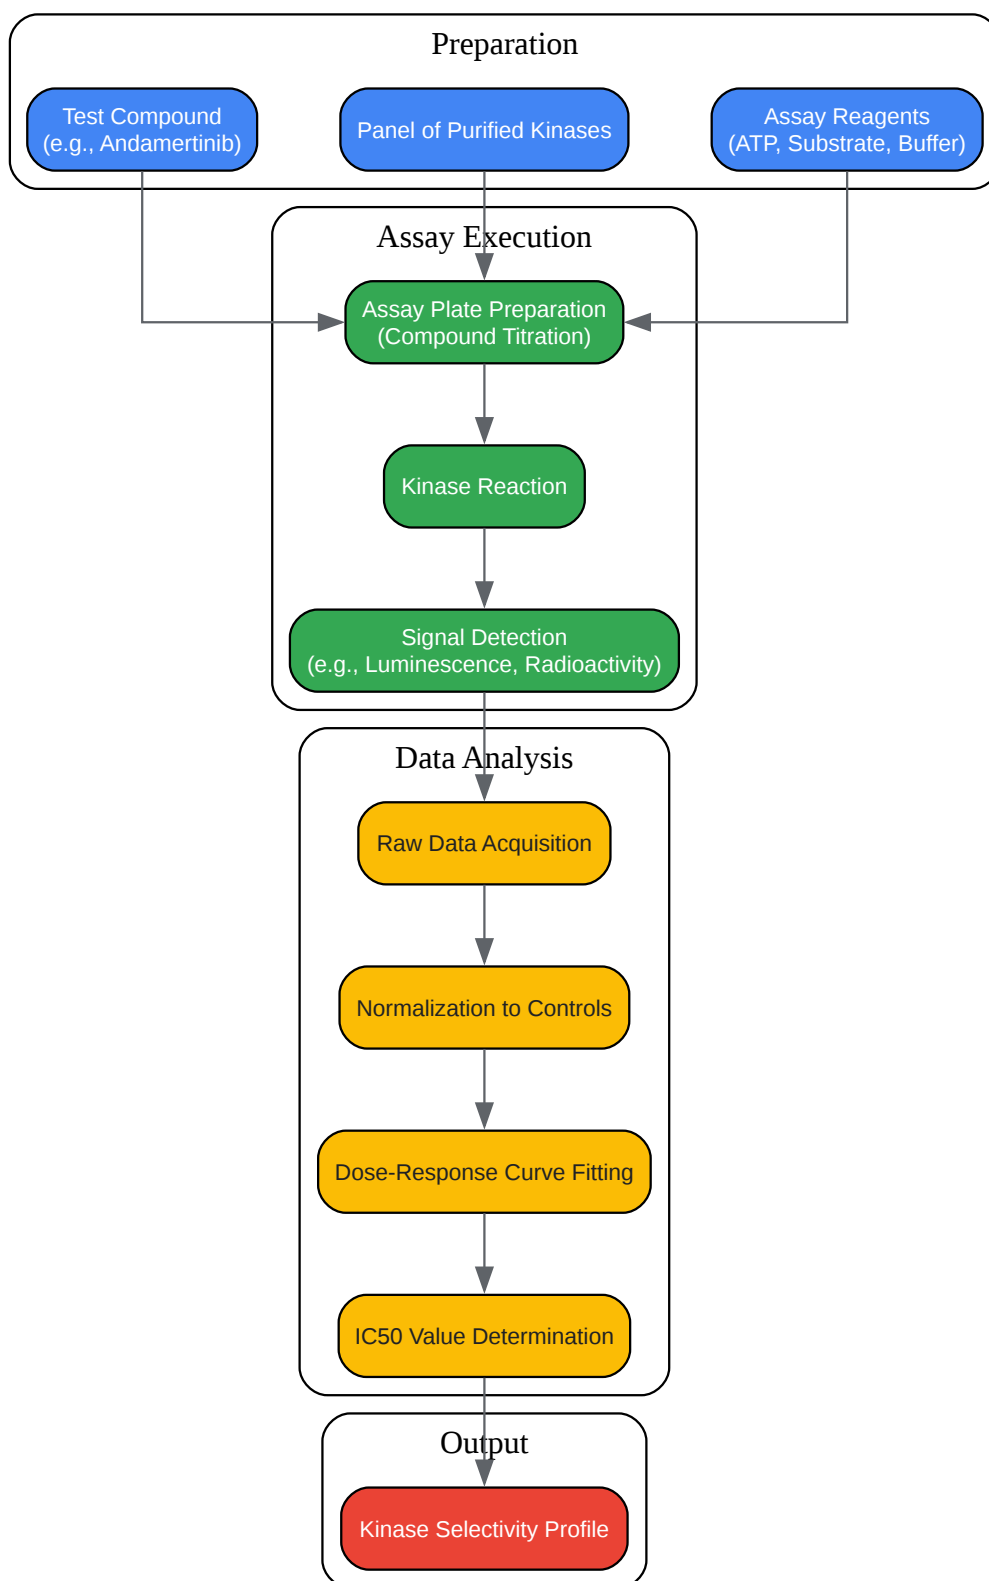 Preparation
Test Compound
(e.g., Andamertinib)
Panel of Purified Kinases
Assay Reagents
(ATP, Substrate, Buffer)
Assay Execution
Assay Plate Preparation
(Compound Titration)
Kinase Reaction
Signal Detection
(e.g., Luminescence, Radioactivity)
Data Analysis
Raw Data Acquisition
Normalization to Controls
Dose-Response Curve Fitting
IC50 Value Determination
Output
Kinase Selectivity Profile